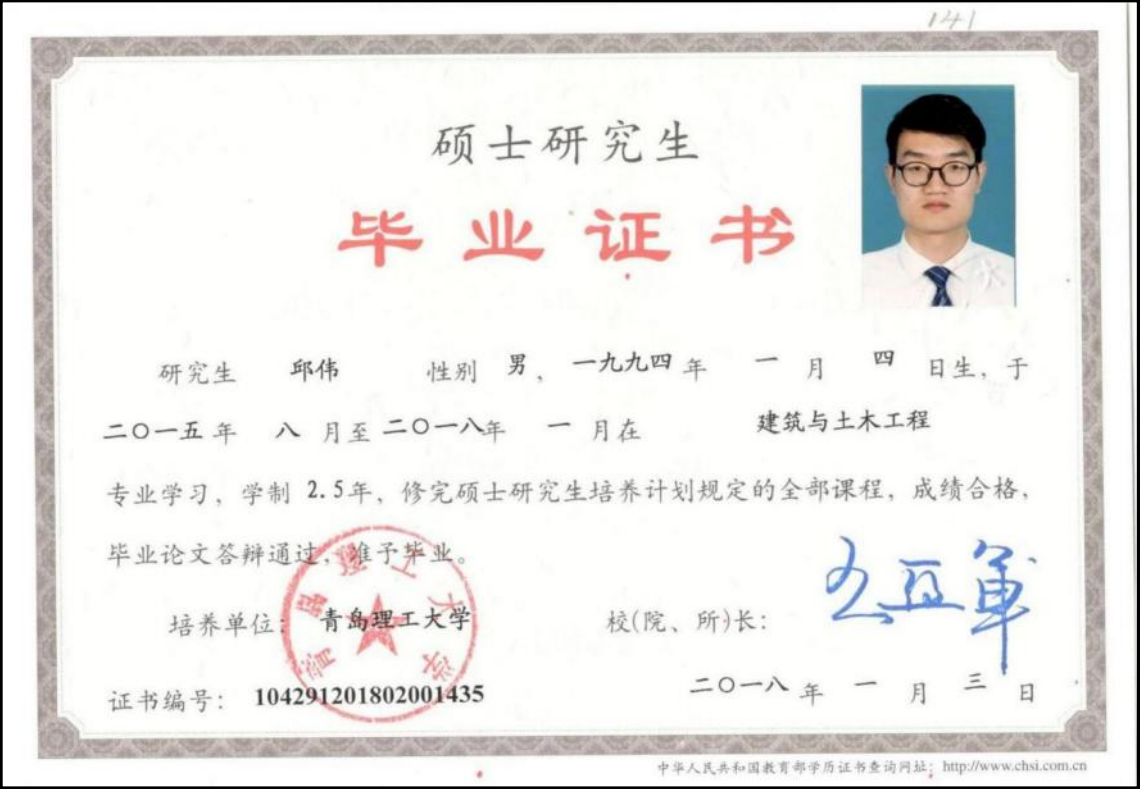 141
硕士研究生
毕业证书
研究生 邱伟 性别 男、一九九四年 一 月 四 日生，于
二〇一五年 八 月至二〇一八年 一 月在 建筑与土木工程
专业学习，学制 2.5年，修完硕士研究生培养计划规定的全部课程，成绩合格，
毕业论文答辩通过，准予毕业。
培养单位：青岛理工大学 校(院、所)长：
青岛理工大学
证书编号：104291201802001435 二〇一八年 一 月 三 日
中华人民共和国教育部学历证书查询网址：http://www.chsi.com.cn